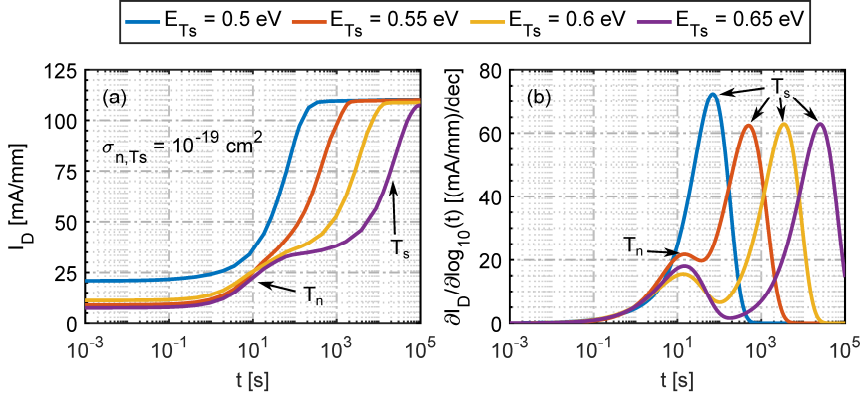 E_Ts = 0.5 eV E_Ts = 0.55 eV E_Ts = 0.6 eV E_Ts = 0.65 eV
(a)
σ_n,Ts = 10^-19 cm^2
T_n
T_s
I_D [mA/mm]
125
100
75
50
25
0
10^-3 10^-1 10^1 10^3 10^5
t [s]
(b)
T_s
T_n
∂I_D/∂log_10(t) [(mA/mm)/dec]
80
60
40
20
0
10^-3 10^-1 10^1 10^3 10^5
t [s]